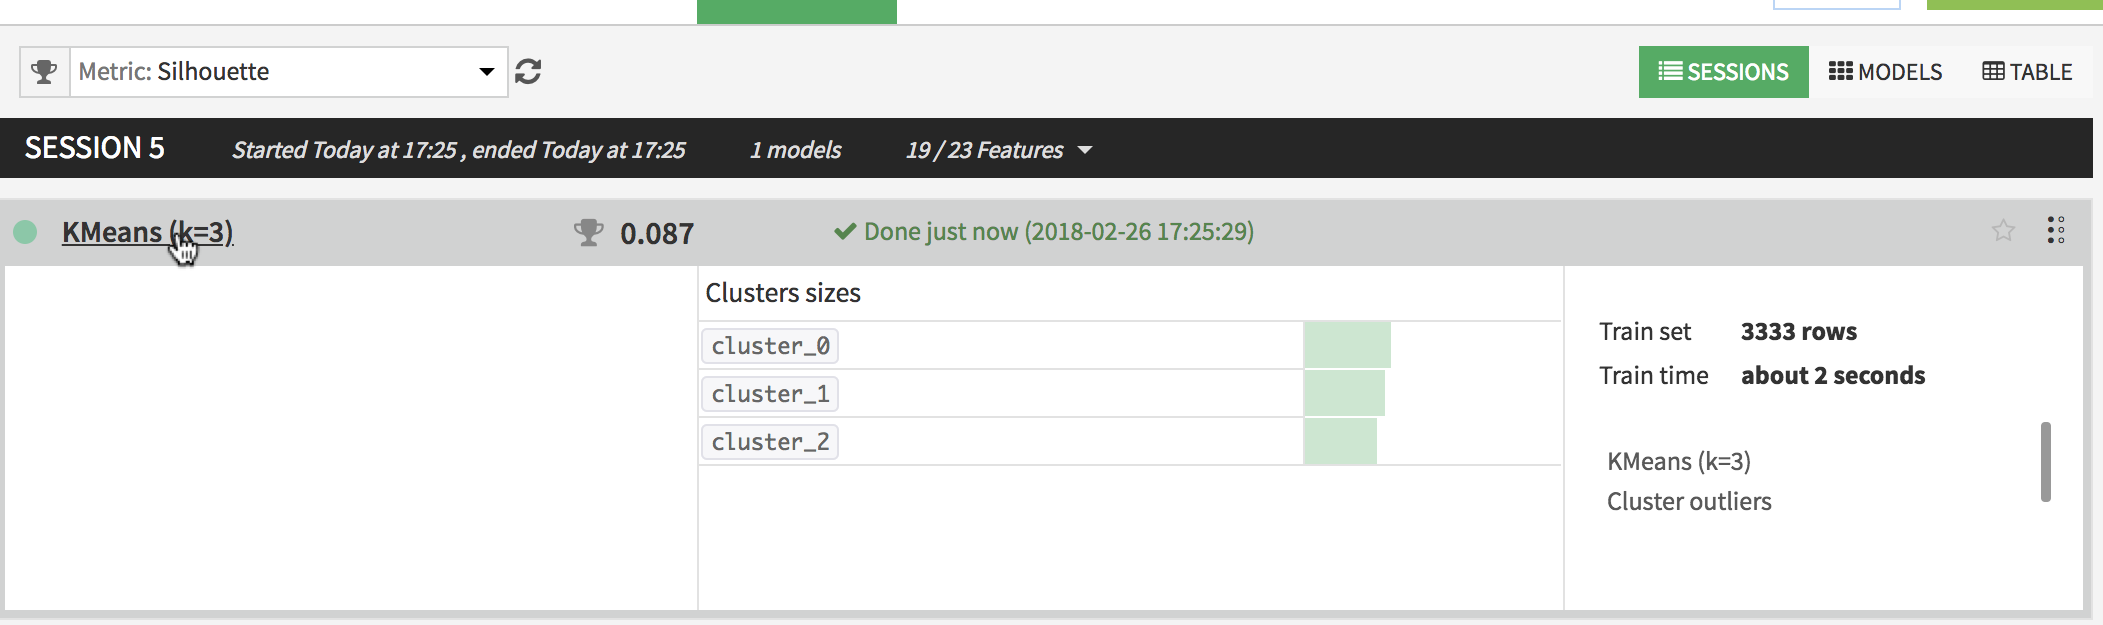 Metric: Silhouette
SESSIONS MODELS TABLE
SESSION 5 Started Today at 17:25 , ended Today at 17:25 1 models 19 / 23 Features
KMeans (k=3) 0.087 Done just now (2018-02-26 17:25:29)
Clusters sizes
cluster_0
cluster_1
cluster_2
Train set 3333 rows
Train time about 2 seconds
KMeans (k=3)
Cluster outliers